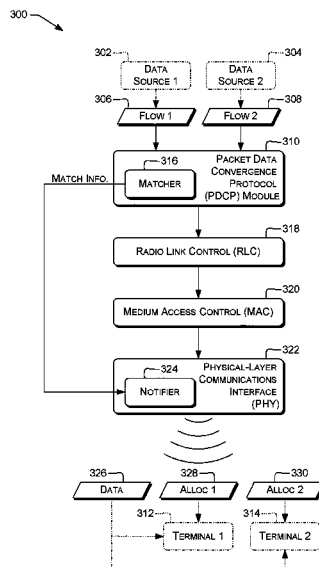 300
302
304
DATA
SOURCE 1
DATA
SOURCE 2
306
308
FLOW 1
FLOW 2
310
316
PACKET DATA
CONVERGENCE
PROTOCOL
(PDCP) MODULE
MATCH INFO.
MATCHER
318
RADIO LINK CONTROL (RLC)
320
MEDIUM ACCESS CONTROL (MAC)
322
324
PHYSICAL-LAYER
COMMUNICATIONS
INTERFACE
(PHY)
NOTIFIER
326
328
330
DATA
ALLOC 1
ALLOC 2
312
314
TERMINAL 1
TERMINAL 2